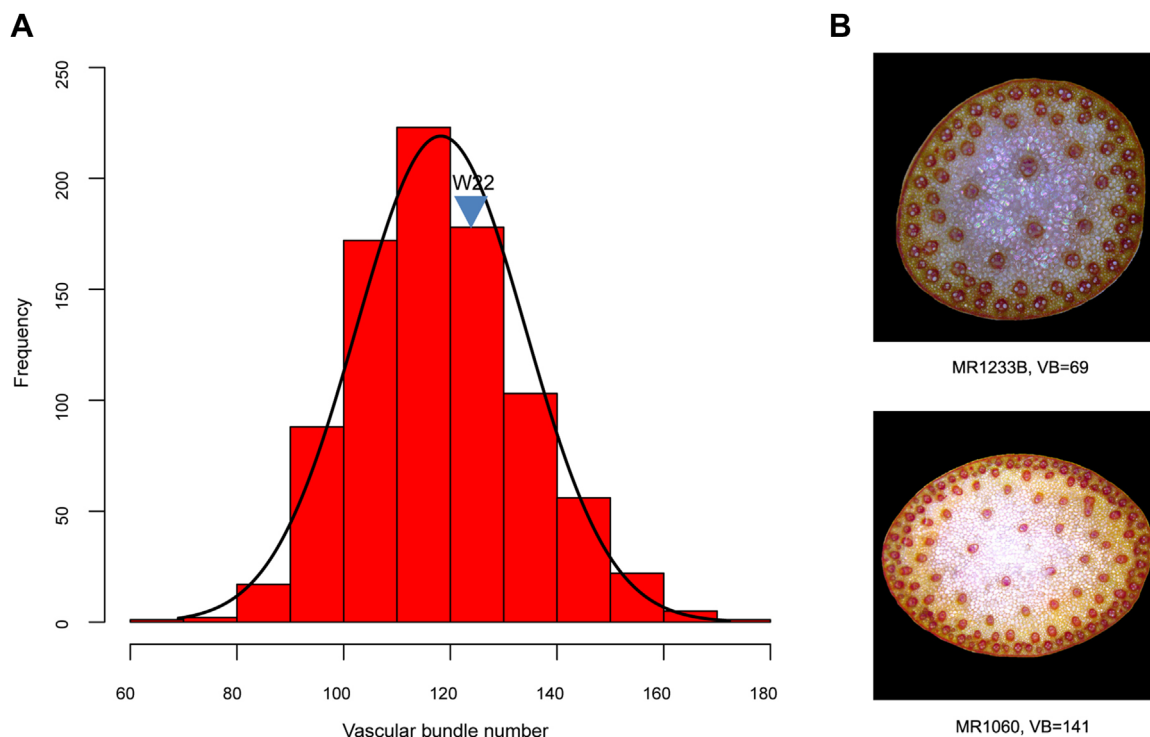 A
B
250
200
150
100
50
0
Frequency
W22
60 80 100 120 140 160 180
Vascular bundle number
MR1233B, VB=69
MR1060, VB=141